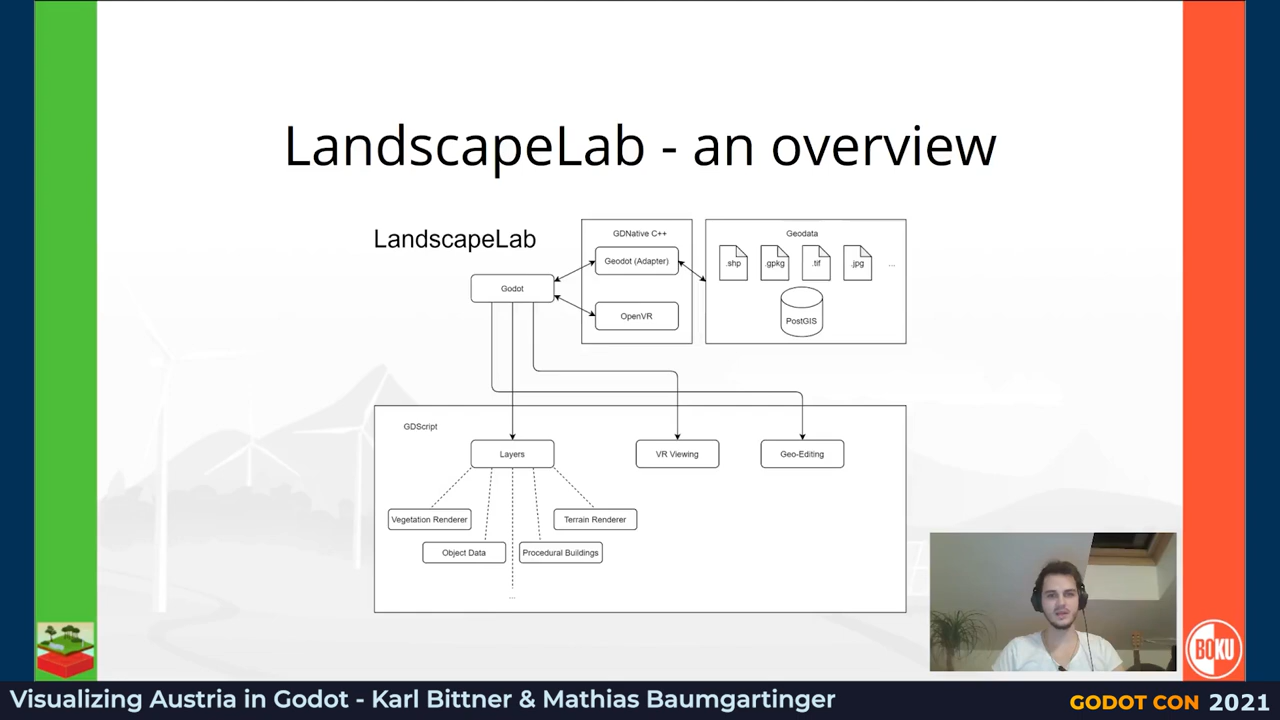 LandscapeLab - an overview
LandscapeLab
GDNative C++
Geodata
Geodot (Adapter)
.shp
.gpkg
.tif
.jpg
...
Godot
OpenVR
PostGIS
GDScript
Layers
VR Viewing
Geo-Editing
Vegetation Renderer
Terrain Renderer
Object Data
Procedural Buildings
...
BOKU
Visualizing Austria in Godot - Karl Bittner & Mathias Baumgartinger
GODOT CON 2021